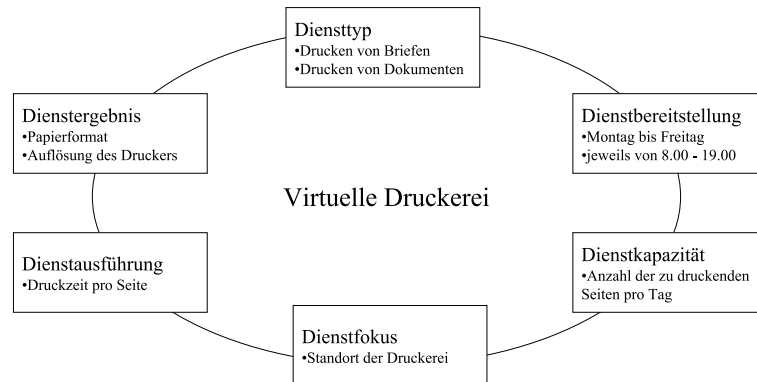 Diensttyp
•Drucken von Briefen
•Drucken von Dokumenten
Dienstergebnis
•Papierformat
•Auflösung des Druckers
Dienstbereitstellung
•Montag bis Freitag
•jeweils von 8.00 - 19.00
Virtuelle Druckerei
Dienstausführung
•Druckzeit pro Seite
Dienstkapazität
•Anzahl der zu druckenden
Seiten pro Tag
Dienstfokus
•Standort der Druckerei